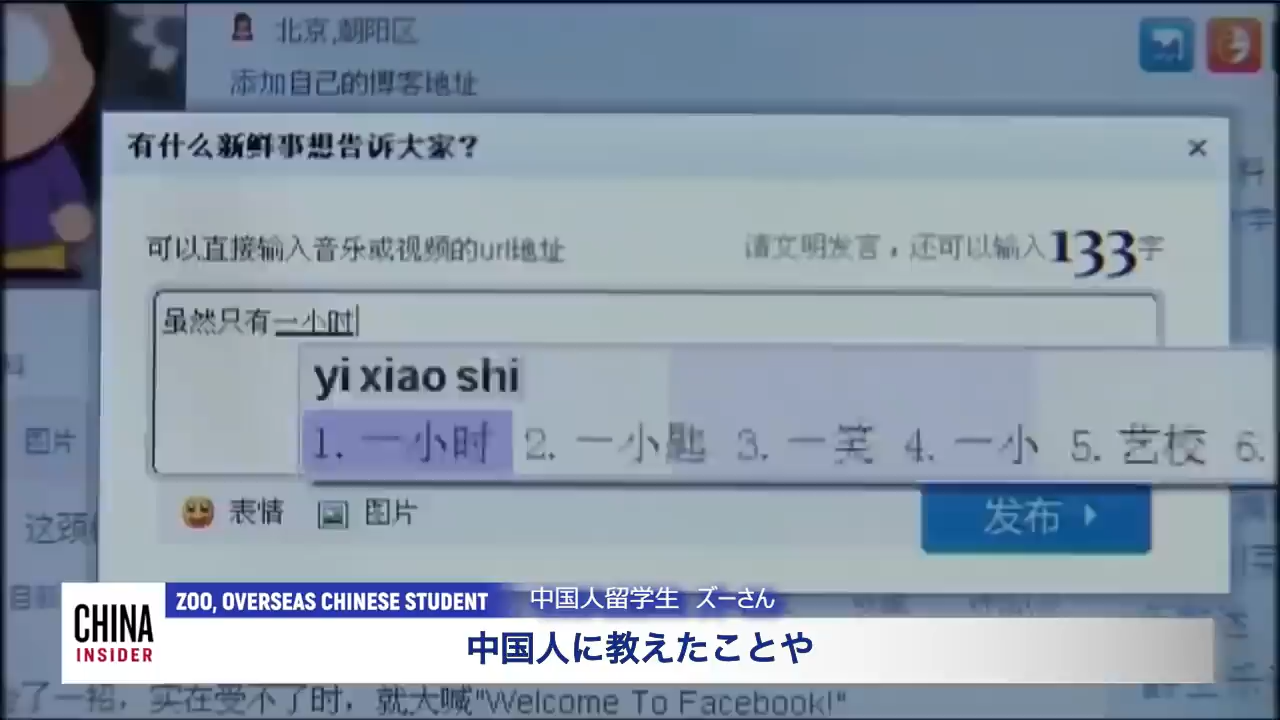 北京,朝阳区
添加自己的博客地址
有什么新鲜事想告诉大家?
×
可以直接输入音乐或视频的url地址
请文明发言,还可以输入133字
虽然只有一小时
yi xiao shi
1. 一小时 2. 一小匙 3. 一笑 4. 一小 5. 艺校 6.
图片
表情 图片
发布
这颈
目前
ZOO, OVERSEAS CHINESE STUDENT 中国人留学生 ズーさん
CHINA
INSIDER
中国人に教えたことや
了一招,实在受不了时,就大喊"Welcome To Facebook!"